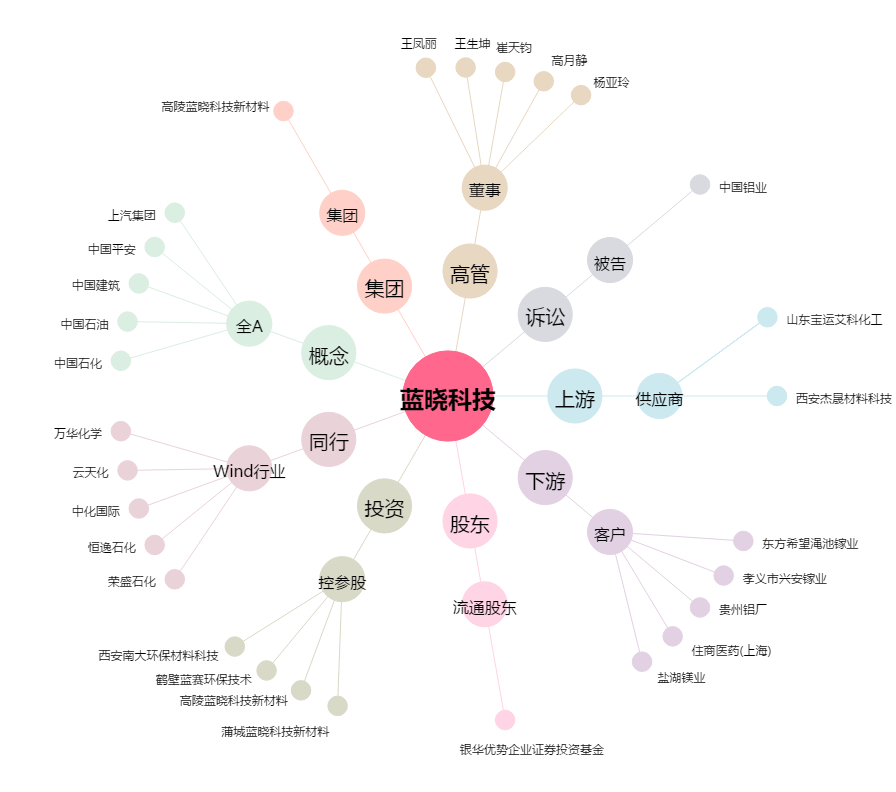 王凤丽
王生坤
崔天钧
高月静
杨亚玲
高陵蓝晓科技新材料
董事
中国铝业
集团
上汽集团
中国平安
被告
高管
中国建筑
集团
诉讼
中国石油
全A
山东宝运艾科化工
概念
中国石化
蓝晓科技
上游
供应商
西安杰晟材料科技
万华化学
同行
云天化
Wind行业
下游
中化国际
投资
股东
客户
恒逸石化
东方希望渑池镓业
荣盛石化
控参股
孝义市兴安镓业
流通股东
贵州铝厂
西安南大环保材料科技
住商医药(上海)
鹤壁蓝赛环保技术
盐湖镁业
高陵蓝晓科技新材料
蒲城蓝晓科技新材料
银华优势企业证券投资基金